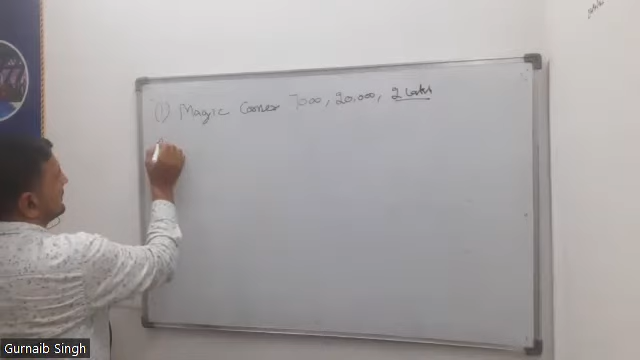 (1) Magic Corner 7000, 20,000, 2 Lakh
Gurnaib Singh